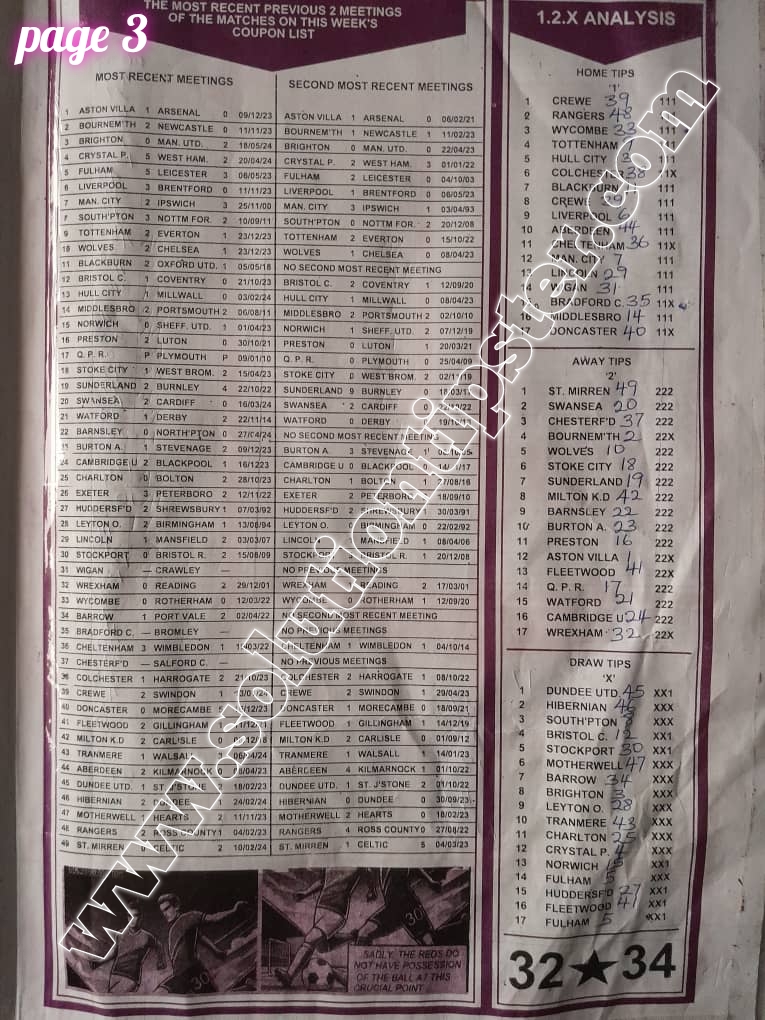 page 3
THE MOST RECENT PREVIOUS 2 MEETINGS
OF THE MATCHES ON THIS WEEK'S
COUPON LIST
MOST RECENT MEETINGS SECOND MOST RECENT MEETINGS
1 ASTON VILLA 1 ARSENAL 0 09/12/23 ASTON VILLA 1 ARSENAL 0 06/02/21
2 BOURNEM'TH 2 NEWCASTLE 0 11/11/23 BOURNEM'TH 1 NEWCASTLE 1 11/02/23
3 BRIGHTON 0 MAN. UTD. 2 18/05/24 BRIGHTON 0 MAN. UTD. 0 22/04/23
4 CRYSTAL P. 5 WEST HAM. 2 20/04/24 CRYSTAL P. 2 WEST HAM. 3 01/01/22
5 FULHAM 5 LEICESTER 3 06/05/23 FULHAM 2 LEICESTER 0 04/10/03
6 LIVERPOOL 3 BRENTFORD 0 11/11/23 LIVERPOOL 1 BRENTFORD 0 06/05/23
7 MAN. CITY 2 IPSWICH 3 25/11/00 MAN. CITY 3 IPSWICH 1 03/04/93
8 SOUTH'PTON 3 NOTTM FOR. 2 10/09/11 SOUTH'PTON 0 NOTTM FOR. 2 20/12/08
9 TOTTENHAM 2 EVERTON 1 23/12/23 TOTTENHAM 2 EVERTON 0 15/10/22
10 WOLVES 2 CHELSEA 1 23/12/23 WOLVES 1 CHELSEA 0 08/04/23
11 BLACKBURN 2 OXFORD UTD. 1 05/05/18 NO SECOND MOST RECENT MEETING
12 BRISTOL C. 1 COVENTRY 0 21/10/23 BRISTOL C. 2 COVENTRY 1 12/09/20
13 HULL CITY 1 MILLWALL 0 03/02/24 HULL CITY 1 MILLWALL 0 08/04/23
14 MIDDLESBRO 2 PORTSMOUTH 2 06/08/11 MIDDLESBRO 2 PORTSMOUTH 2 02/10/10
15 NORWICH 0 SHEFF. UTD. 1 01/04/23 NORWICH 1 SHEFF. UTD. 2 07/12/19
16 PRESTON 2 LUTON 0 30/10/21 PRESTON 0 LUTON 1 20/03/21
17 Q. P. R. P PLYMOUTH P 09/01/10 Q. P. R. 0 PLYMOUTH 0 25/04/09
18 STOKE CITY 1 WEST BROM. 2 15/04/23 STOKE CITY 0 WEST BROM. 2
19 SUNDERLAND 2 BURNLEY 4 22/10/22 SUNDERLAND 9 BURNLEY 0
20 SWANSEA 2 CARDIFF 0 16/03/24 SWANSEA 2 CARDIFF 0
21 WATFORD 1 DERBY 2 22/11/14 WATFORD 0 DERBY
22 BARNSLEY 0 NORTH'PTON 0 27/04/24 NO SECOND MOST RECENT MEETING
23 BURTON A. 1 STEVENAGE 2 09/12/23 BURTON A. 3 STEVENAGE 1
24 CAMBRIDGE U 2 BLACKPOOL 1 16/1223 CAMBRIDGE U 0 BLACKPOOL
25 CHARLTON 0 BOLTON 2 28/10/23 CHARLTON 1 BOLTON
26 EXETER 3 PETERBORO 2 12/11/22 EXETER 2 PETERBORO 18/09/10
27 HUDDERSF'D 2 SHREWSBURY 1 07/03/92 HUDDERSF'D 2 SHREWSBURY 30/03/91
28 LEYTON O. 2 BIRMINGHAM 1 13/08/94 LEYTON O. BIRMINGHAM 0 22/02/92
29 LINCOLN 1 MANSFIELD 2 03/03/07 LINCOLN MANSFIELD 1 08/04/06
30 STOCKPORT 0 BRISTOL R. 2 15/08/09 STOCKPORT BRISTOL R. 1 20/12/08
31 WIGAN — CRAWLEY — NO PREVIOUS MEETINGS
32 WREXHAM 0 READING 2 29/12/01 WREXHAM READING 2 17/03/01
33 WYCOMBE 0 ROTHERHAM 0 12/03/22 WYCOMBE 0 ROTHERHAM 1 12/09/20
34 BARROW 1 PORT VALE 2 02/04/22 NO SECOND MOST RECENT MEETING
35 BRADFORD C. — BROMLEY — NO PREVIOUS MEETINGS
36 CHELTENHAM 3 WIMBLEDON 1 CHELTENHAM 1 WIMBLEDON 1 04/10/14
37 CHESTERF'D — SALFORD C. — NO PREVIOUS MEETINGS
38 COLCHESTER 1 HARROGATE 2 COLCHESTER 2 HARROGATE 1 08/10/22
39 CREWE 2 SWINDON CREWE 2 SWINDON 1 29/04/23
40 DONCASTER 0 MORECAMBE 5 DONCASTER 1 MORECAMBE 0 18/09/21
41 FLEETWOOD 2 GILLINGHAM FLEETWOOD 1 GILLINGHAM 1 14/12/19
42 MILTON K.D 2 CARLISLE 0 MILTON K.D 2 CARLISLE 0 01/09/12
43 TRANMERE 1 WALSALL TRANMERE 1 WALSALL 1 14/01/23
44 ABERDEEN 2 KILMARNOCK ABERDEEN 4 KILMARNOCK 1 01/10/22
45 DUNDEE UTD. 1 ST. J'STONE 2 18/02/23 DUNDEE UTD. 1 ST. J'STONE 2 01/10/22
46 HIBERNIAN 2 DUNDEE 24/02/24 HIBERNIAN 0 DUNDEE 0 30/09/23
47 MOTHERWELL 1 HEARTS 2 11/11/23 MOTHERWELL 2 HEARTS 0 18/02/23
48 RANGERS 2 ROSS COUNTY 1 04/02/23 RANGERS 4 ROSS COUNTY 0 27/08/22
49 ST. MIRREN 0 CELTIC 2 10/02/24 ST. MIRREN 1 CELTIC 5 04/03/23
SADLY, THE REDS DO
NOT HAVE POSSESSION
OF THE BALL AT THIS
CRUCIAL POINT
1.2.X ANALYSIS
HOME TIPS
'1'
1 CREWE 39 111
2 RANGERS 48 111
3 WYCOMBE 33 111
4 TOTTENHAM 111
5 HULL CITY 111
6 COLCHESTER 38 11X
7 BLACKBURN 111
8 CREWE 111
9 LIVERPOOL 6 111
10 ABERDEEN 44 111
11 CHELTENHAM 36 11X
12 MAN. CITY 7 111
13 LINCOLN 29 111
14 WIGAN 31 111
BRADFORD C. 35 11X
16 MIDDLESBRO 14 111
17 DONCASTER 40 11X
AWAY TIPS
'2'
1 ST. MIRREN 49 222
2 SWANSEA 20 222
3 CHESTERF'D 37 222
4 BOURNEM'TH 2 22X
5 WOLVES 10 222
6 STOKE CITY 18 222
7 SUNDERLAND 19 222
8 MILTON K.D 42 222
9 BARNSLEY 22 222
10 BURTON A. 23 222
11 PRESTON 16 222
12 ASTON VILLA 1 22X
13 FLEETWOOD 41 22X
14 Q. P. R. 17 222
15 WATFORD 21 222
16 CAMBRIDGE U 24 222
17 WREXHAM 32 22X
DRAW TIPS
'X'
1 DUNDEE UTD. 45 XX1
2 HIBERNIAN 46 XXX
3 SOUTH'PTON 8 XXX
4 BRISTOL C. 12 XX1
5 STOCKPORT 30 XX1
6 MOTHERWELL 47 XXX
7 BARROW 34 XXX
8 BRIGHTON 3 XXX
9 LEYTON O. 28 XXX
10 TRANMERE 43 XXX
11 CHARLTON 25 XXX
12 CRYSTAL P. 4 XXX
13 NORWICH XXX
14 FULHAM 5 XXX
15 HUDDERSF'D 27 XX1
16 FLEETWOOD 41 XXX
17 FULHAM 5 XX1
32 ★ 34
www.solutiontipster.com